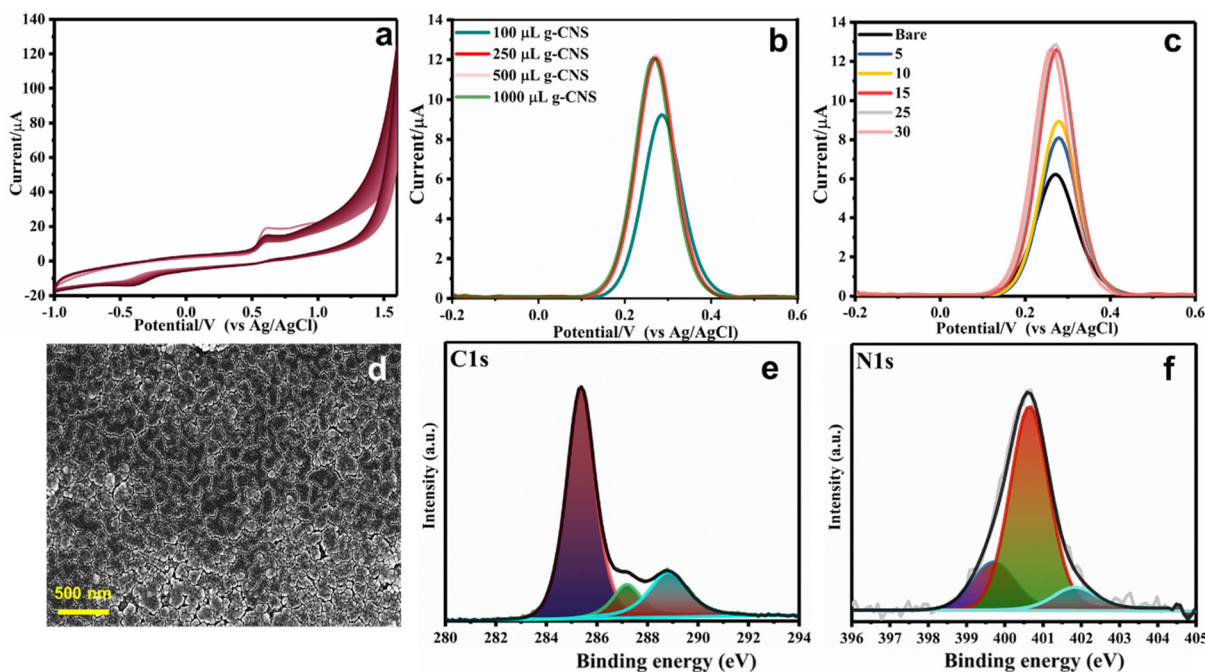 a
140
120
100
80
60
40
20
0
-20
Current/μA
-1.0 -0.5 0.0 0.5 1.0 1.5
Potential/V (vs Ag/AgCl)
b
100 μL g-CNS
250 μL g-CNS
500 μL g-CNS
1000 μL g-CNS
14
12
10
8
6
4
2
0
Current/μA
-0.2 0.0 0.2 0.4 0.6
Potential/V (vs Ag/AgCl)
c
Bare
5
10
15
25
30
14
12
10
8
6
4
2
0
Current/μA
-0.2 0.0 0.2 0.4 0.6
Potential/V (vs Ag/AgCl)
d
500 nm
C1s
e
Intensity (a.u.)
280 282 284 286 288 290 292 294
Binding energy (eV)
N1s
f
Intensity (a.u.)
396 397 398 399 400 401 402 403 404 405
Binding energy (eV)